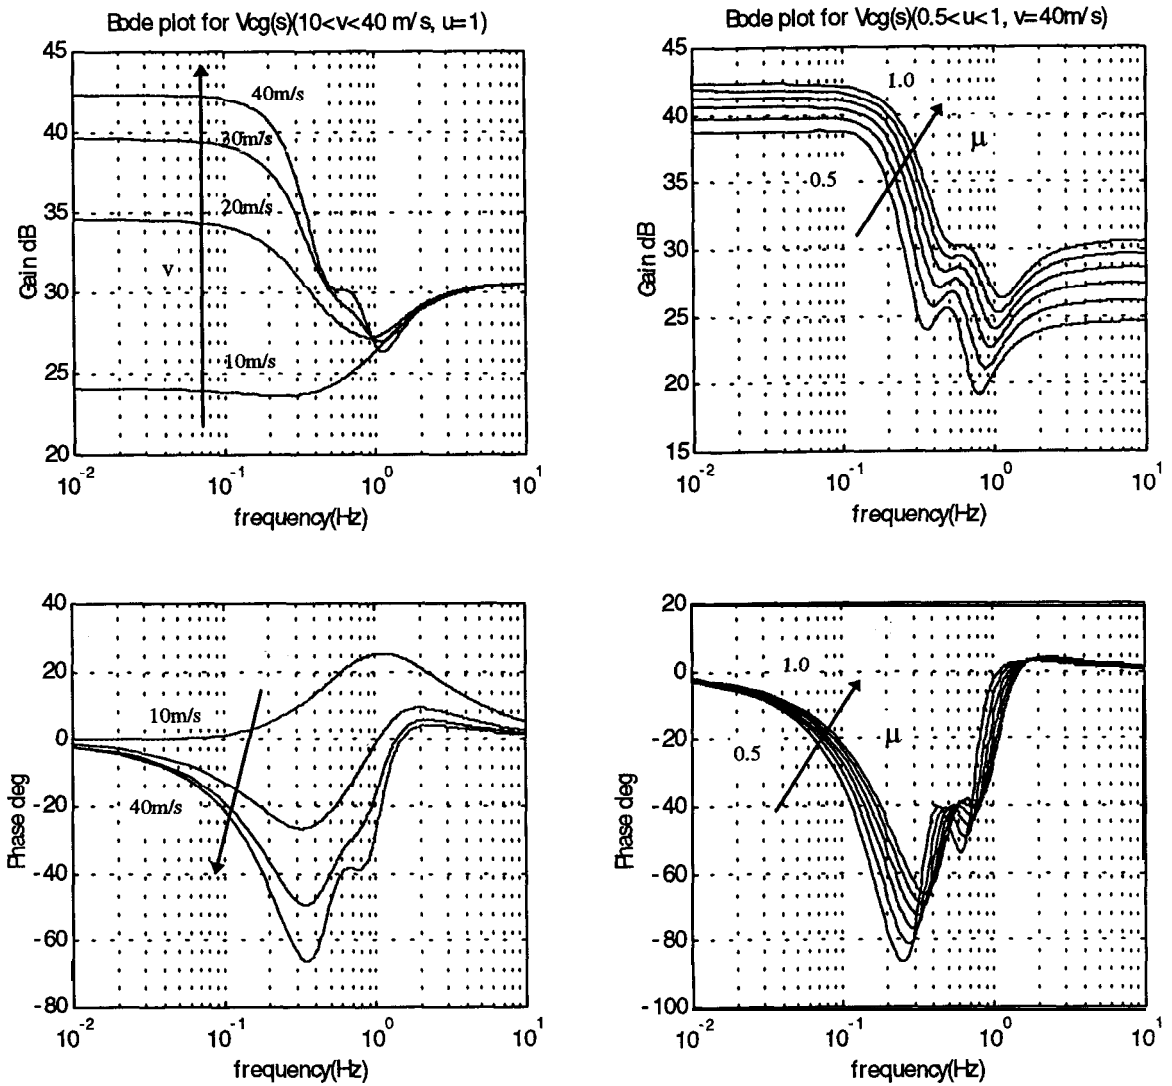 Bode plot for Vcg(s)(10<v<40 m/s, u=1)
45
40
35
30
25
20
Gain dB
40m/s
30m/s
20m/s
v
10m/s
10^-2
10^-1
10^0
10^1
frequency(Hz)
Bode plot for Vcg(s)(0.5<u<1, v=40m/s)
45
40
35
30
25
20
15
Gain dB
1.0
μ
0.5
10^-2
10^-1
10^0
10^1
frequency(Hz)
40
20
0
-20
-40
-60
-80
Phase deg
10m/s
40m/s
10^-2
10^-1
10^0
10^1
frequency(Hz)
20
0
-20
-40
-60
-80
-100
Phase deg
1.0
μ
0.5
10^-2
10^-1
10^0
10^1
frequency(Hz)